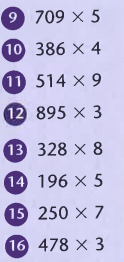 9 709 × 5
10 386 × 4
11 514 × 9
12 895 × 3
13 328 × 8
14 196 × 5
15 250 × 7
16 478 × 3